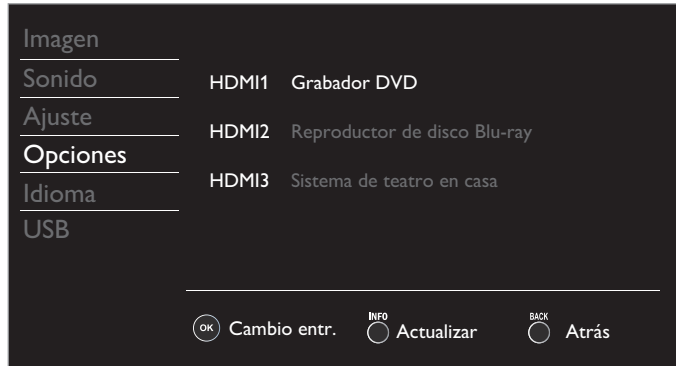 Imagen
Sonido
Ajuste
Opciones
Idioma
USB
HDMI1 Grabador DVD
HDMI2 Reproductor de disco Blu-ray
HDMI3 Sistema de teatro en casa
OK Cambio entr. INFO Actualizar BACK Atrás